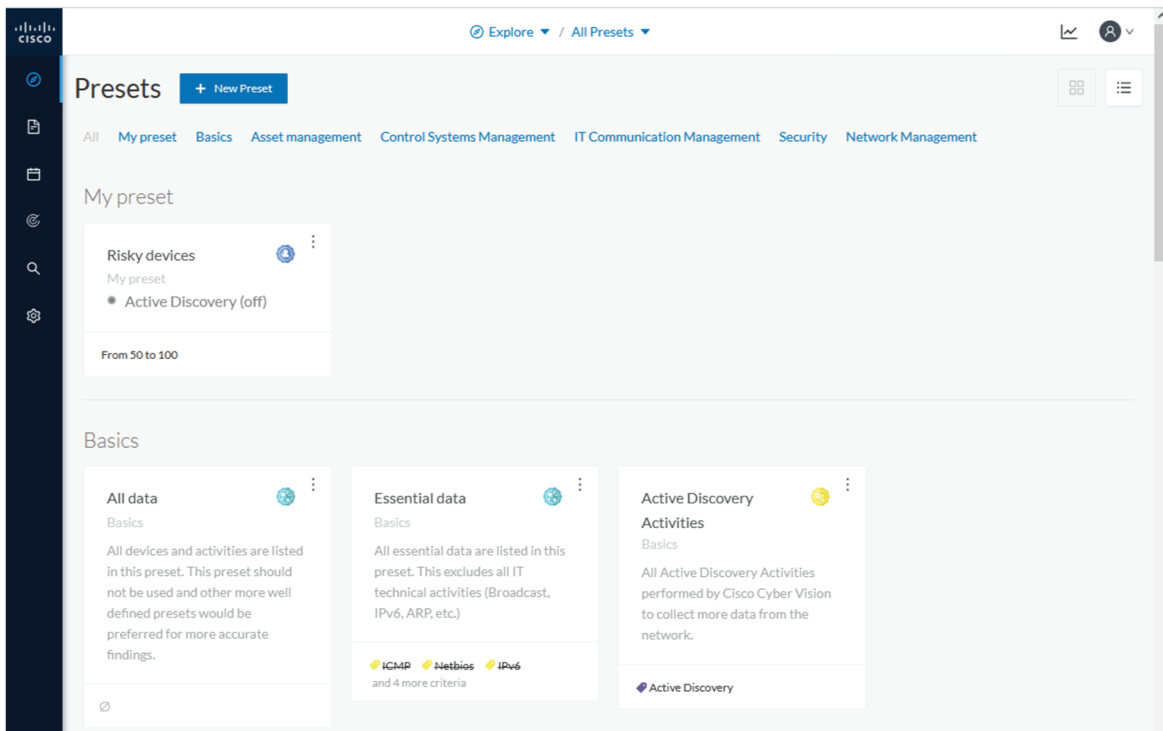 CISCO
Explore / All Presets
Presets
+ New Preset
All My preset Basics Asset management Control Systems Management IT Communication Management Security Network Management
My preset
Risky devices
My preset
Active Discovery (off)
From 50 to 100
Basics
All data
Basics
All devices and activities are listed
in this preset. This preset should
not be used and other more well
defined presets would be
preferred for more accurate
findings.
Essential data
Basics
All essential data are listed in this
preset. This excludes all IT
technical activities (Broadcast,
IPv6, ARP, etc.)
ICMP Netbios IPv6
and 4 more criteria
Active Discovery
Activities
Basics
All Active Discovery Activities
performed by Cisco Cyber Vision
to collect more data from the
network.
Active Discovery